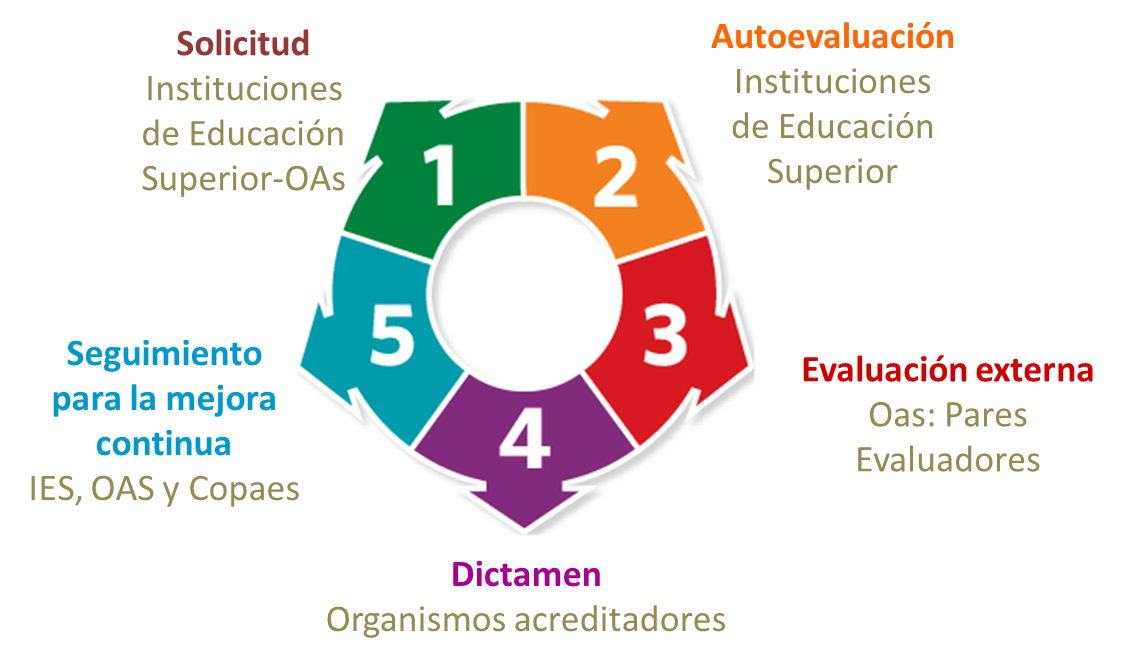 Solicitud
Instituciones
de Educación
Superior-OAs
Autoevaluación
Instituciones
de Educación
Superior
1
2
3
4
5
Evaluación externa
Oas: Pares
Evaluadores
Dictamen
Organismos acreditadores
Seguimiento
para la mejora
continua
IES, OAS y Copaes